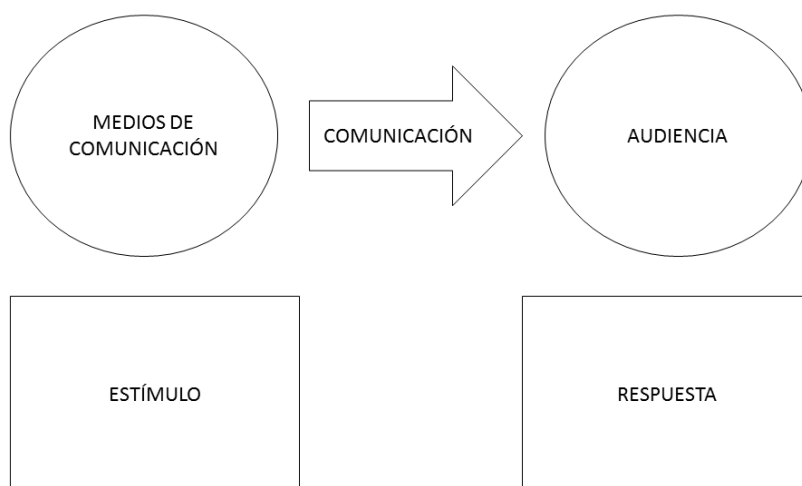 MEDIOS DE
COMUNICACIÓN
COMUNICACIÓN
AUDIENCIA
ESTÍMULO
RESPUESTA